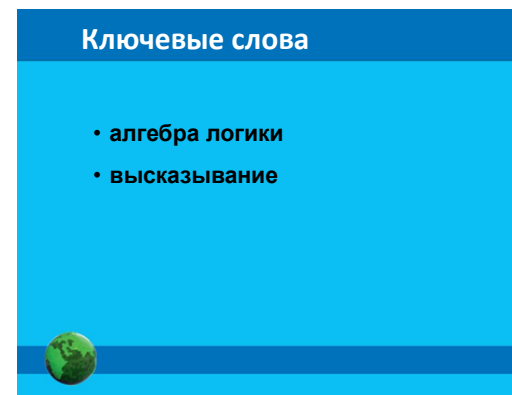 Ключевые слова
• алгебра логики
• высказывание